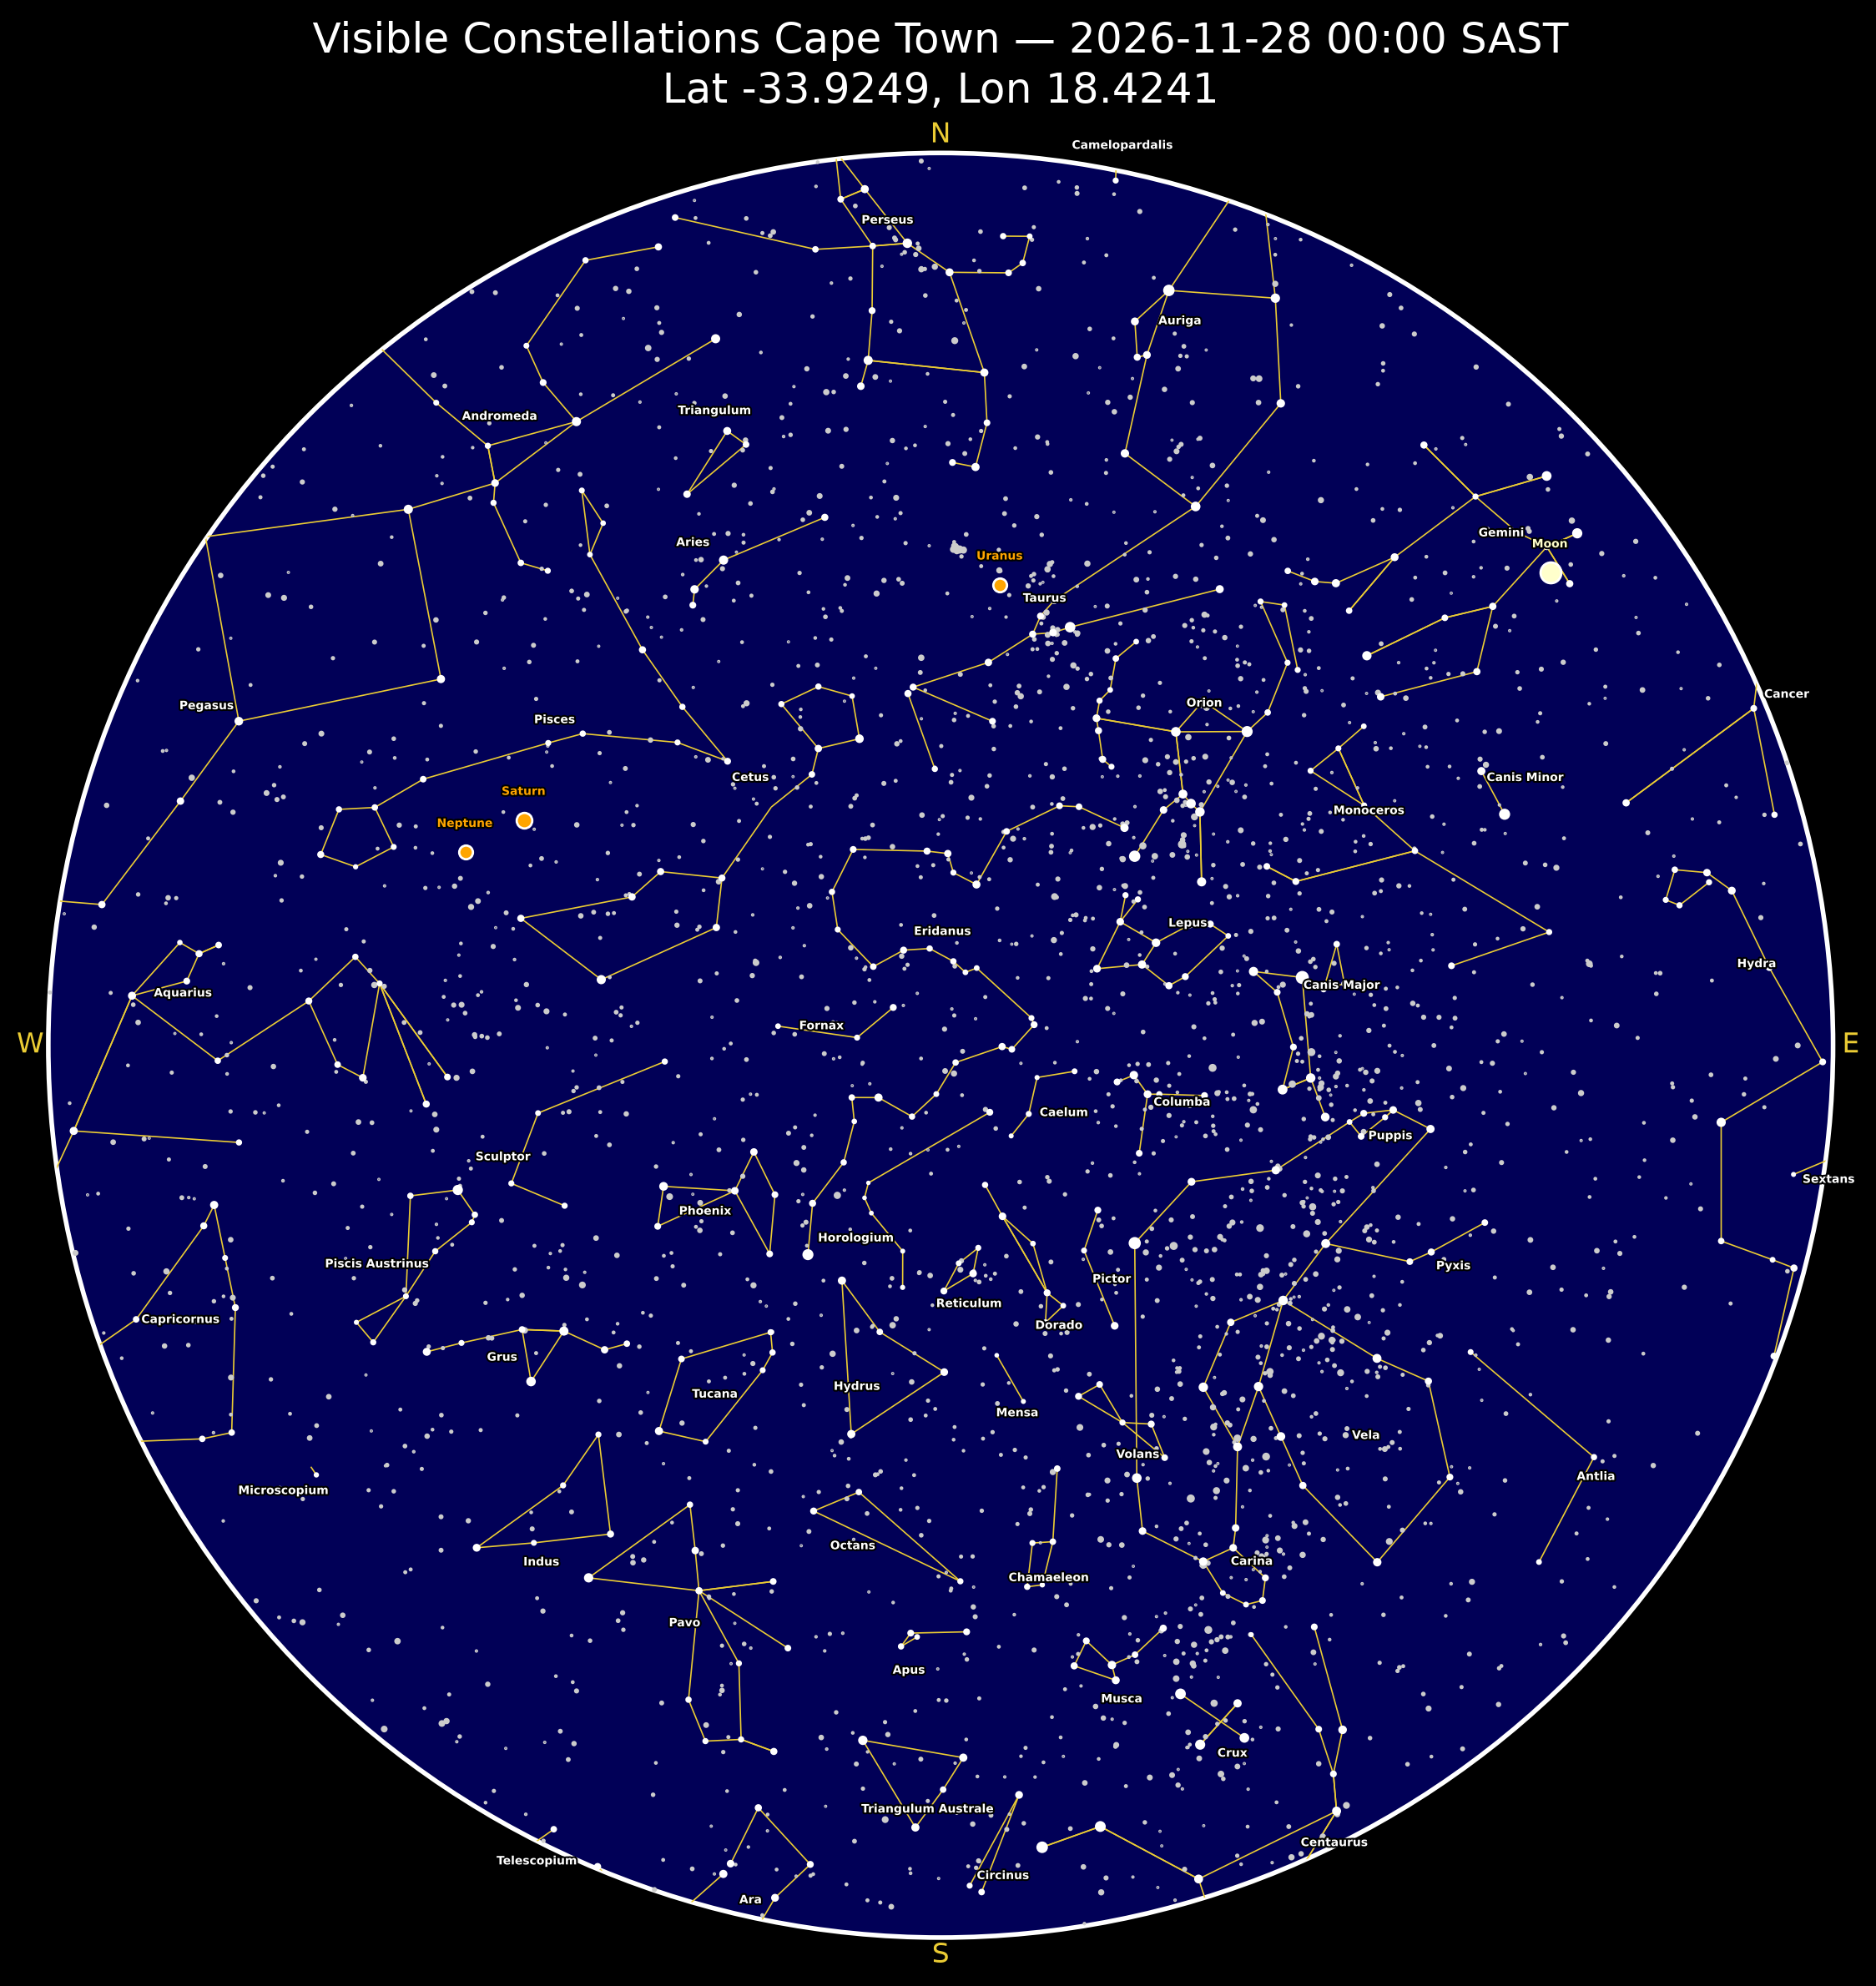 Visible Constellations Cape Town — 2026-11-28 00:00 SAST
Lat -33.9249, Lon 18.4241
N
Camelopardalis
Perseus
Auriga
Andromeda
Triangulum
Gemini
Moon
Aries
Uranus
Taurus
Cancer
Pegasus
Orion
Pisces
Cetus
Canis Minor
Saturn
Monoceros
Neptune
Lepus
Eridanus
Hydra
Aquarius
Canis Major
Fornax
W
E
Columba
Caelum
Puppis
Sculptor
Sextans
Phoenix
Horologium
Piscis Austrinus
Pyxis
Pictor
Reticulum
Capricornus
Dorado
Grus
Hydrus
Tucana
Mensa
Vela
Volans
Antlia
Microscopium
Octans
Indus
Carina
Chamaeleon
Pavo
Apus
Musca
Crux
Triangulum Australe
Centaurus
Telescopium
Circinus
Ara
S